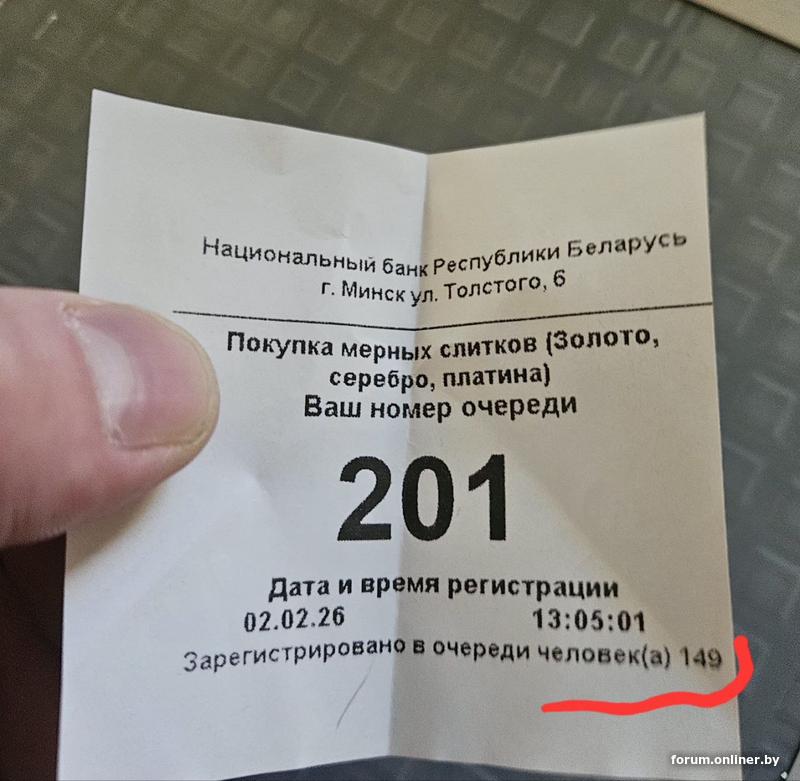 Национальный банк Республики Беларусь
г. Минск ул. Толстого, 6
Покупка мерных слитков (Золото,
серебро, платина)
Ваш номер очереди
201
Дата и время регистрации
02.02.26 13:05:01
Зарегистрировано в очереди человек(а) 149
forum.onliner.by